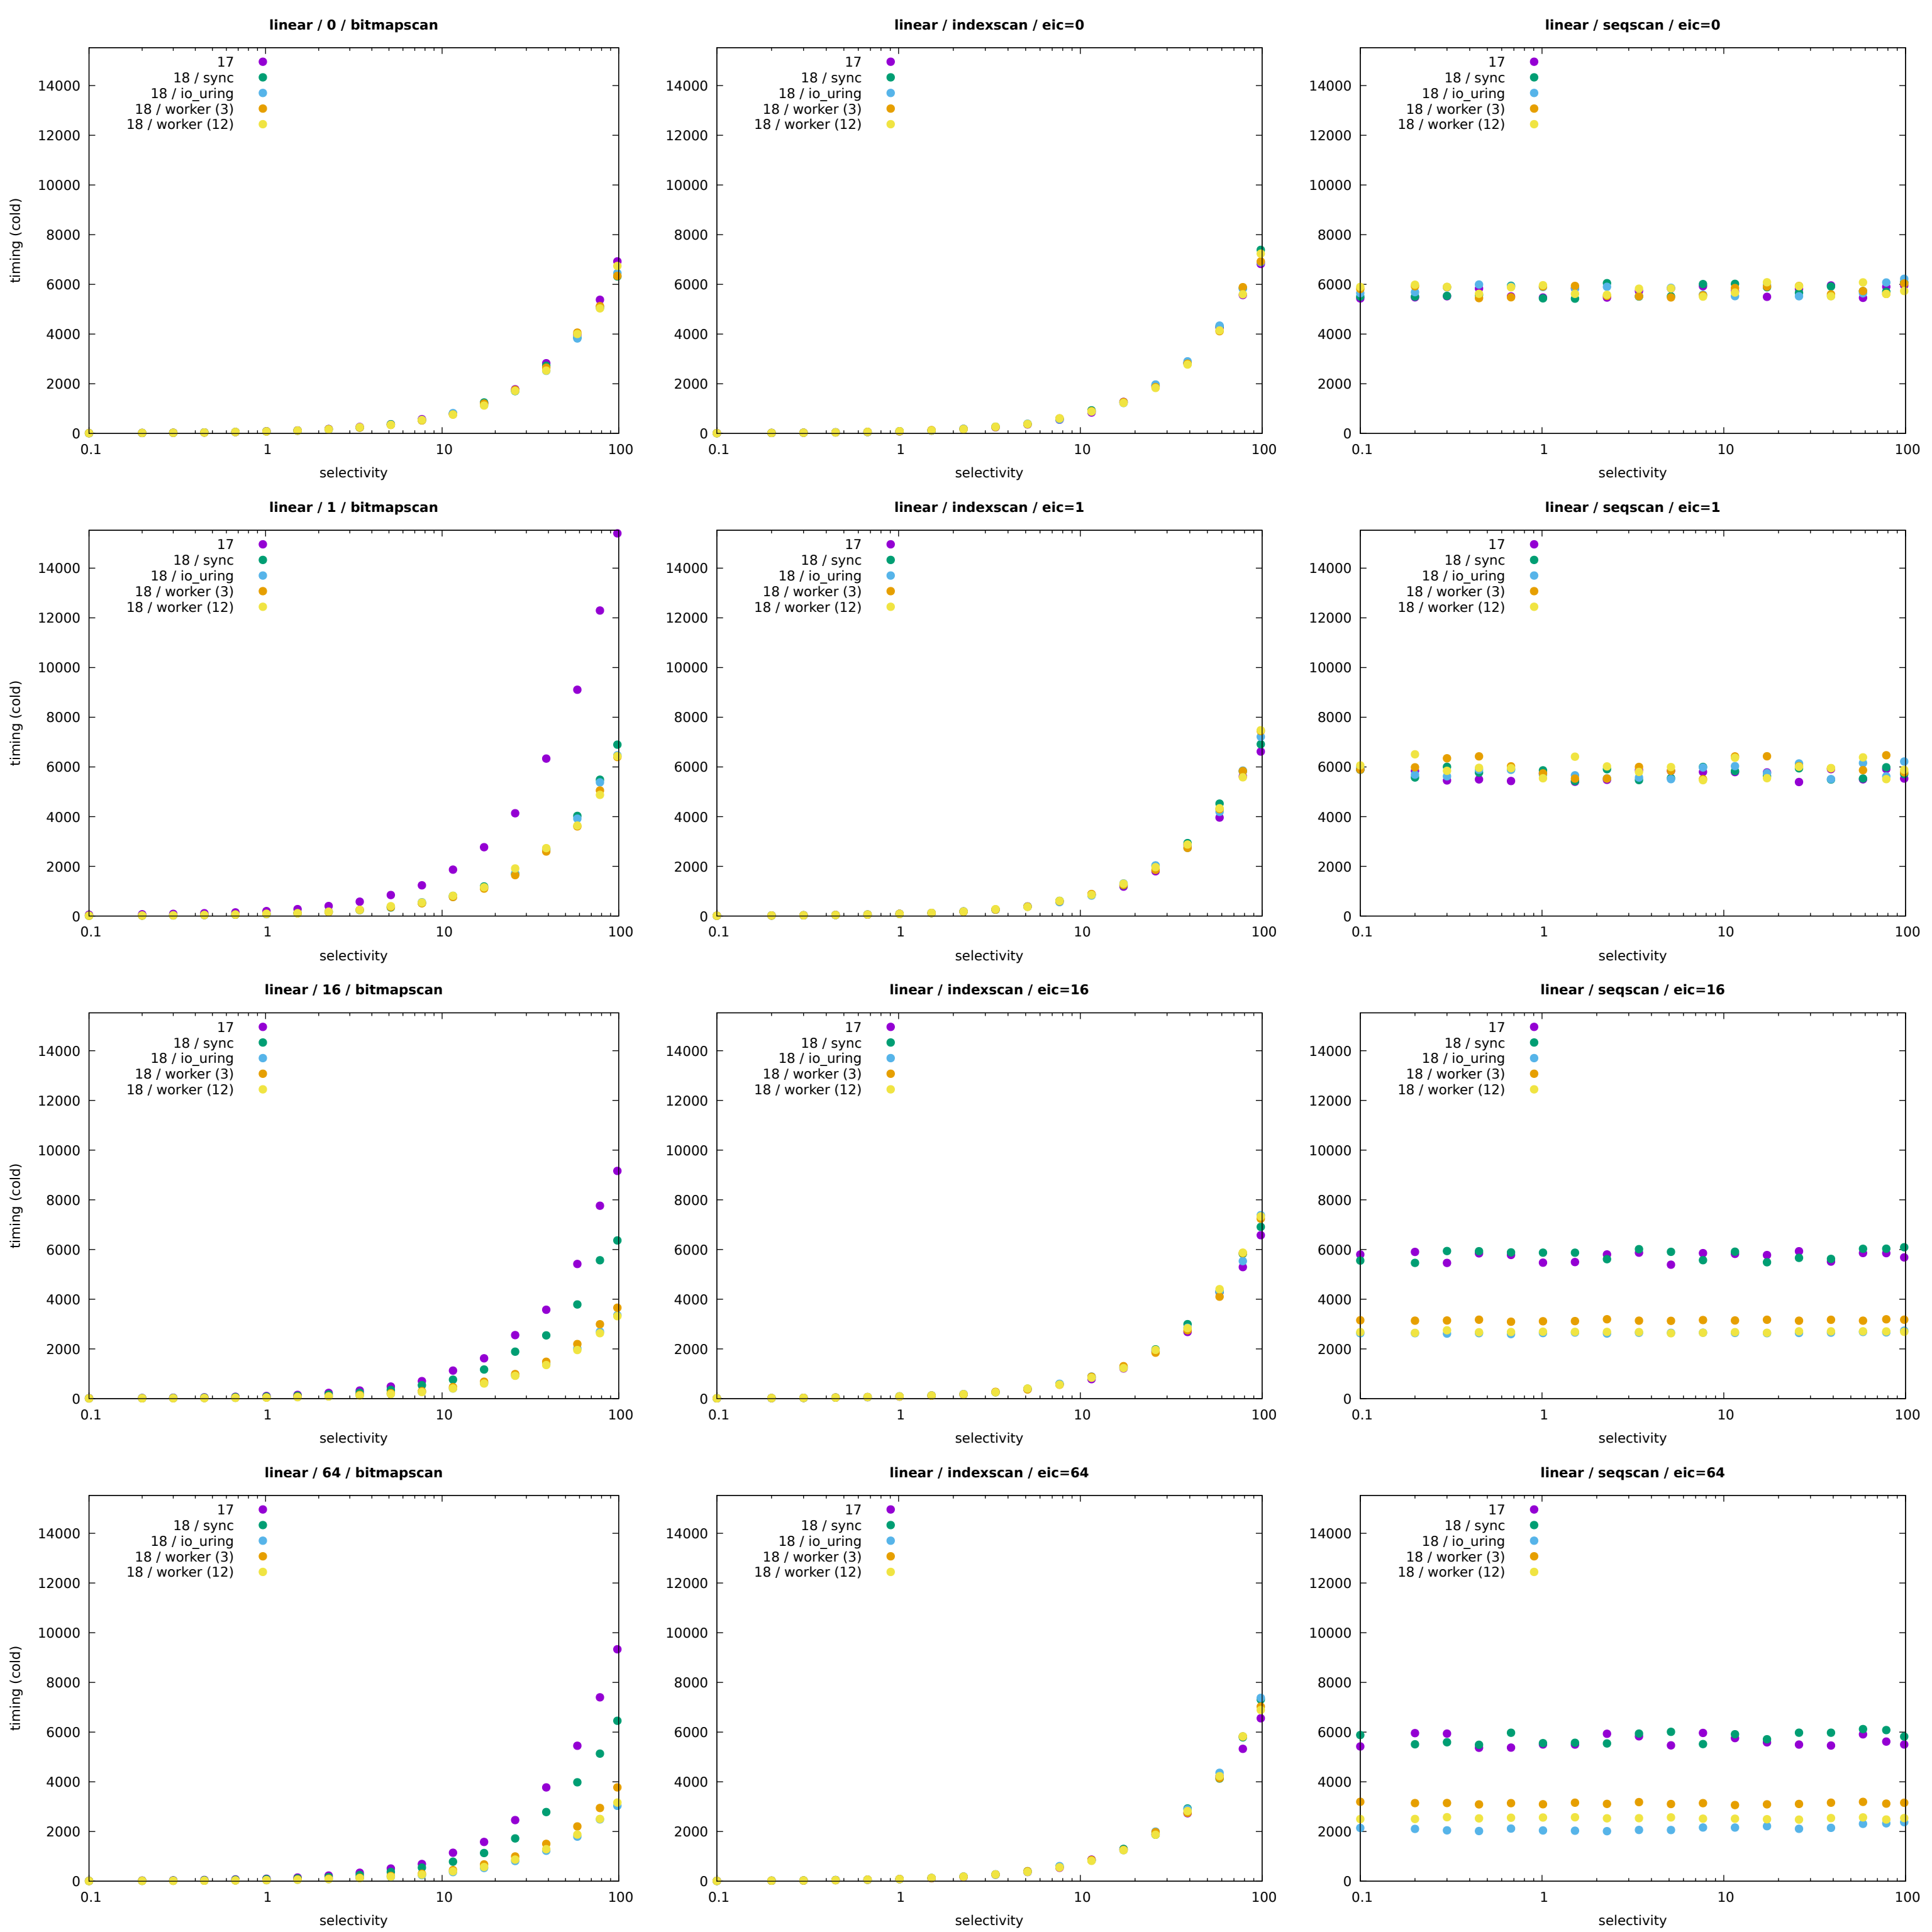 linear / 0 / bitmapscan
timing (cold)
14000
12000
10000
8000
6000
4000
2000
0
17
18 / sync
18 / io_uring
18 / worker (3)
18 / worker (12)
0.1 1 10 100
selectivity
linear / indexscan / eic=0
14000
12000
10000
8000
6000
4000
2000
0
17
18 / sync
18 / io_uring
18 / worker (3)
18 / worker (12)
0.1 1 10 100
selectivity
linear / seqscan / eic=0
14000
12000
10000
8000
6000
4000
2000
0
17
18 / sync
18 / io_uring
18 / worker (3)
18 / worker (12)
0.1 1 10 100
selectivity
linear / 1 / bitmapscan
timing (cold)
14000
12000
10000
8000
6000
4000
2000
0
17
18 / sync
18 / io_uring
18 / worker (3)
18 / worker (12)
0.1 1 10 100
selectivity
linear / indexscan / eic=1
14000
12000
10000
8000
6000
4000
2000
0
17
18 / sync
18 / io_uring
18 / worker (3)
18 / worker (12)
0.1 1 10 100
selectivity
linear / seqscan / eic=1
14000
12000
10000
8000
6000
4000
2000
0
17
18 / sync
18 / io_uring
18 / worker (3)
18 / worker (12)
0.1 1 10 100
selectivity
linear / 16 / bitmapscan
timing (cold)
14000
12000
10000
8000
6000
4000
2000
0
17
18 / sync
18 / io_uring
18 / worker (3)
18 / worker (12)
0.1 1 10 100
selectivity
linear / indexscan / eic=16
14000
12000
10000
8000
6000
4000
2000
0
17
18 / sync
18 / io_uring
18 / worker (3)
18 / worker (12)
0.1 1 10 100
selectivity
linear / seqscan / eic=16
14000
12000
10000
8000
6000
4000
2000
0
17
18 / sync
18 / io_uring
18 / worker (3)
18 / worker (12)
0.1 1 10 100
selectivity
linear / 64 / bitmapscan
timing (cold)
14000
12000
10000
8000
6000
4000
2000
0
17
18 / sync
18 / io_uring
18 / worker (3)
18 / worker (12)
0.1 1 10 100
selectivity
linear / indexscan / eic=64
14000
12000
10000
8000
6000
4000
2000
0
17
18 / sync
18 / io_uring
18 / worker (3)
18 / worker (12)
0.1 1 10 100
selectivity
linear / seqscan / eic=64
14000
12000
10000
8000
6000
4000
2000
0
17
18 / sync
18 / io_uring
18 / worker (3)
18 / worker (12)
0.1 1 10 100
selectivity